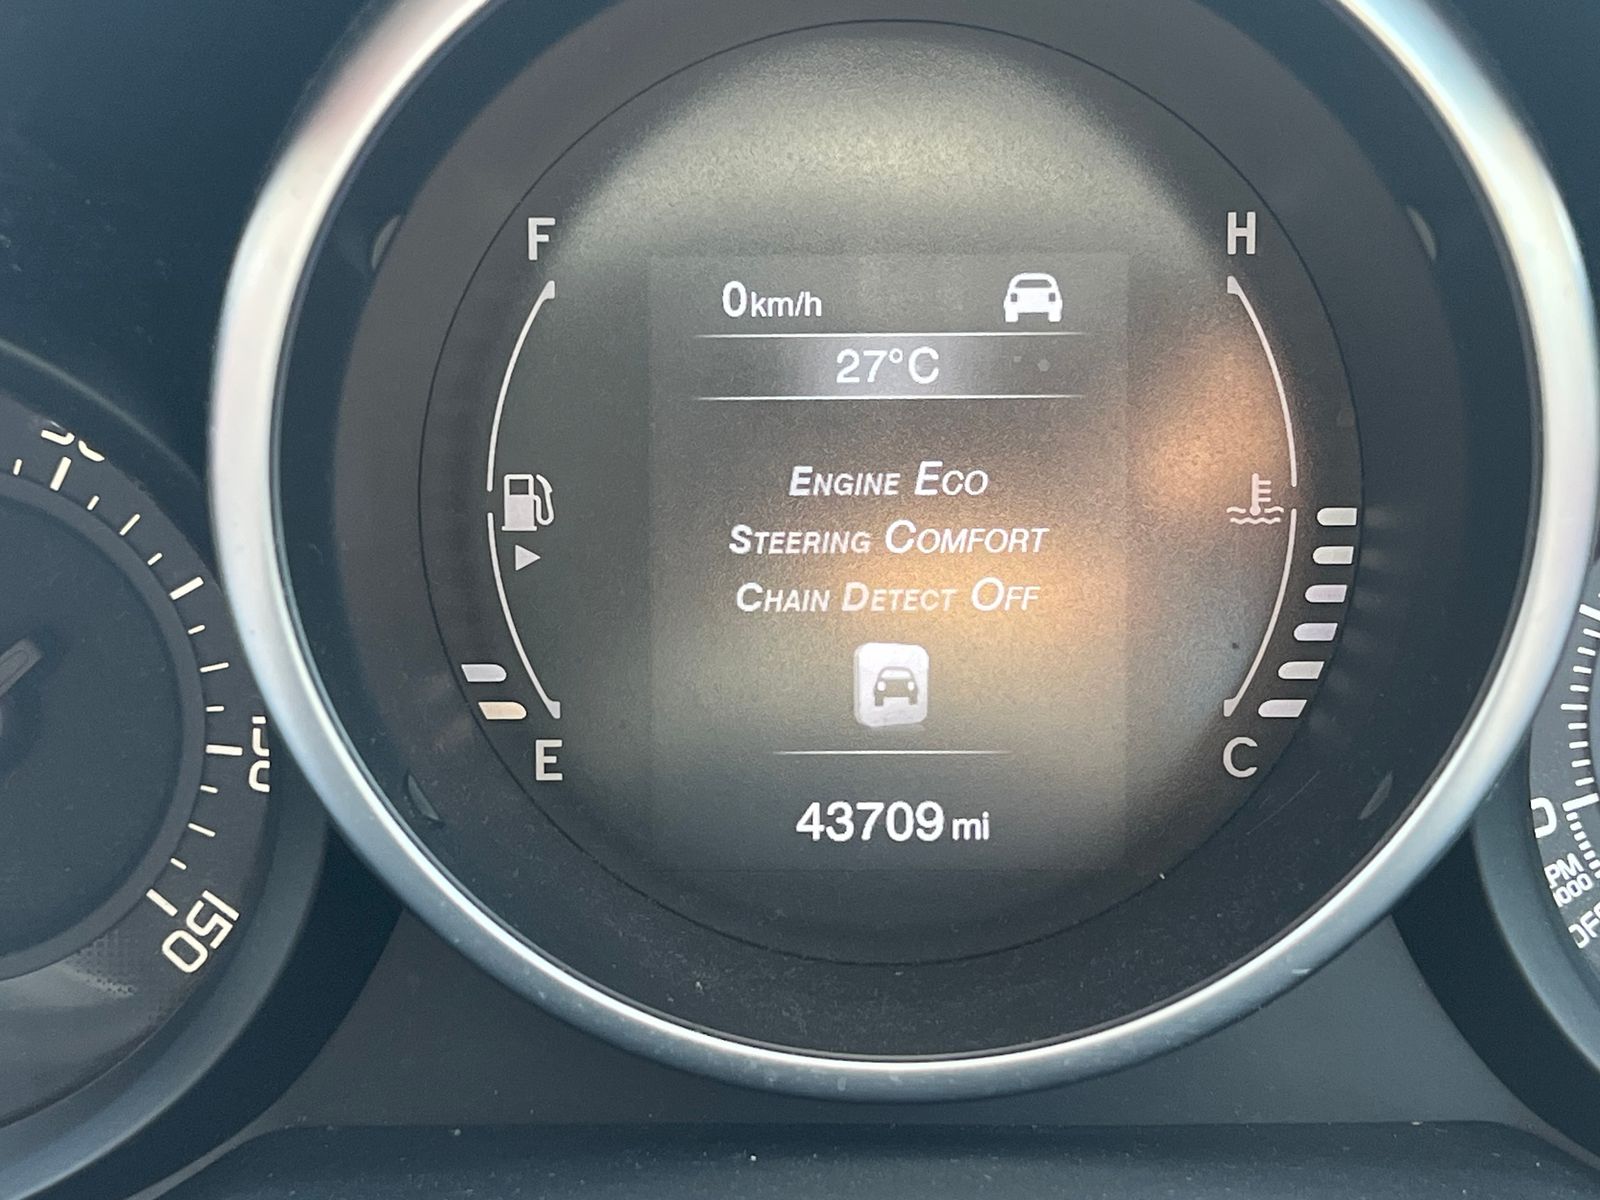 F
H
0km/h
27°C
ENGINE ECO
STEERING COMFORT
CHAIN DETECT OFF
E
C
43709 mi
150